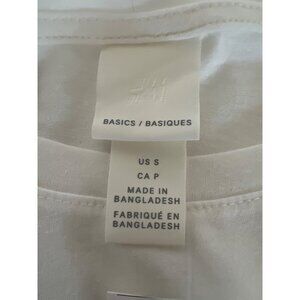 H&M
BASICS / BASIQUES
US S
CA P
MADE IN
BANGLADESH
FABRIQUÉ EN
BANGLADESH